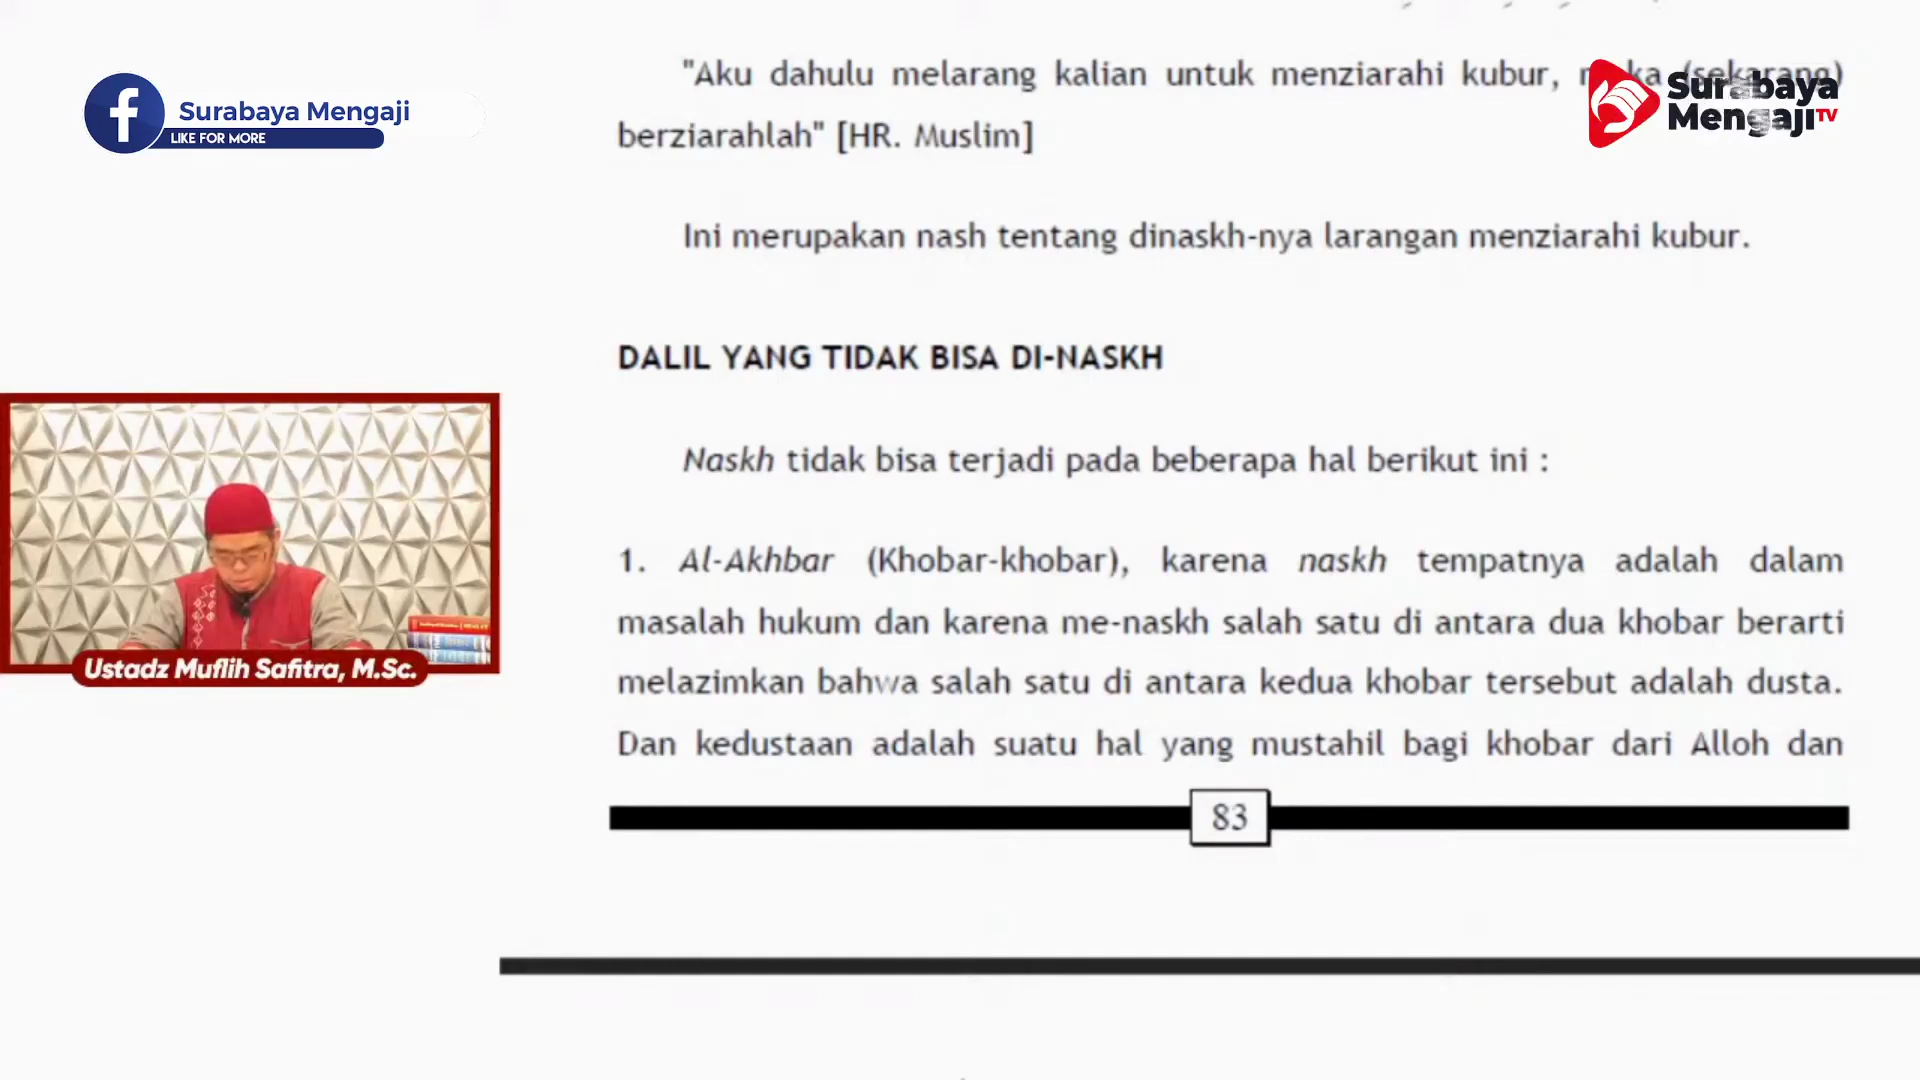 "Aku dahulu melarang kalian untuk menziarahi kubur, (sekarang)
berziarahlah" [HR. Muslim]
Ini merupakan nash tentang dinaskh-nya larangan menziarahi kubur.
DALIL YANG TIDAK BISA DI-NASKH
Naskh tidak bisa terjadi pada beberapa hal berikut ini :
1. Al-Akhbar (Khobar-khobar), karena naskh tempatnya adalah dalam
masalah hukum dan karena me-naskh salah satu di antara dua khobar berarti
melazimkan bahwa salah satu di antara kedua khobar tersebut adalah dusta.
Dan kedustaan adalah suatu hal yang mustahil bagi khobar dari Alloh dan
83
f Surabaya Mengaji
LIKE FOR MORE
Surabaya
Mengaji TV
Ustadz Muflih Safitra, M.Sc.